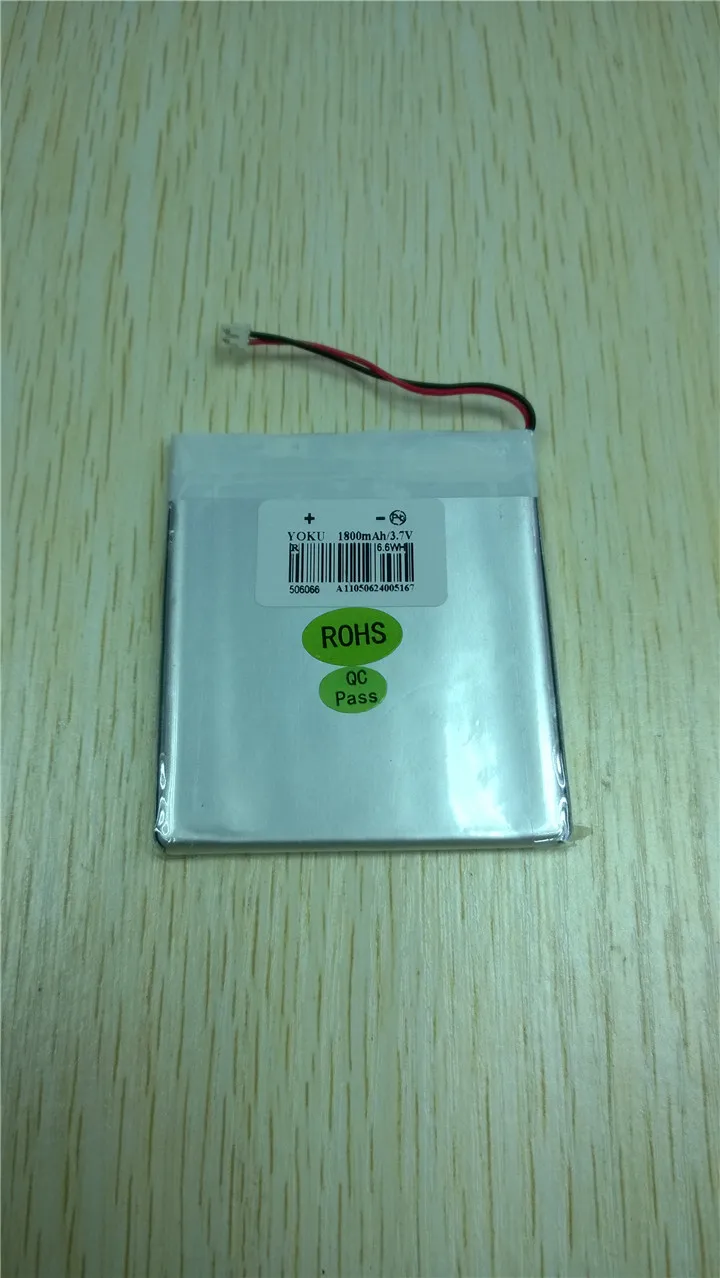 + -
YOKU 1800mAh/3.7V
R 6.6WH
506066 A11050624005167
ROHS
QC
Pass